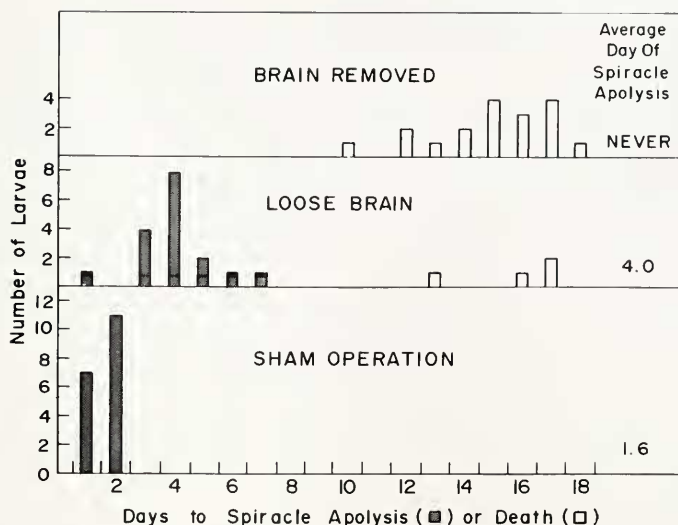 Average
Day Of
Spiracle
Apolysis
BRAIN REMOVED
4
2
NEVER
8
6
4
2
LOOSE BRAIN
4.0
12
10
8
6
4
2
0
SHAM OPERATION
1.6
Number of Larvae
2 4 6 8 10 12 14 16 18
Days to Spiracle Apolysis (■) or Death (□)